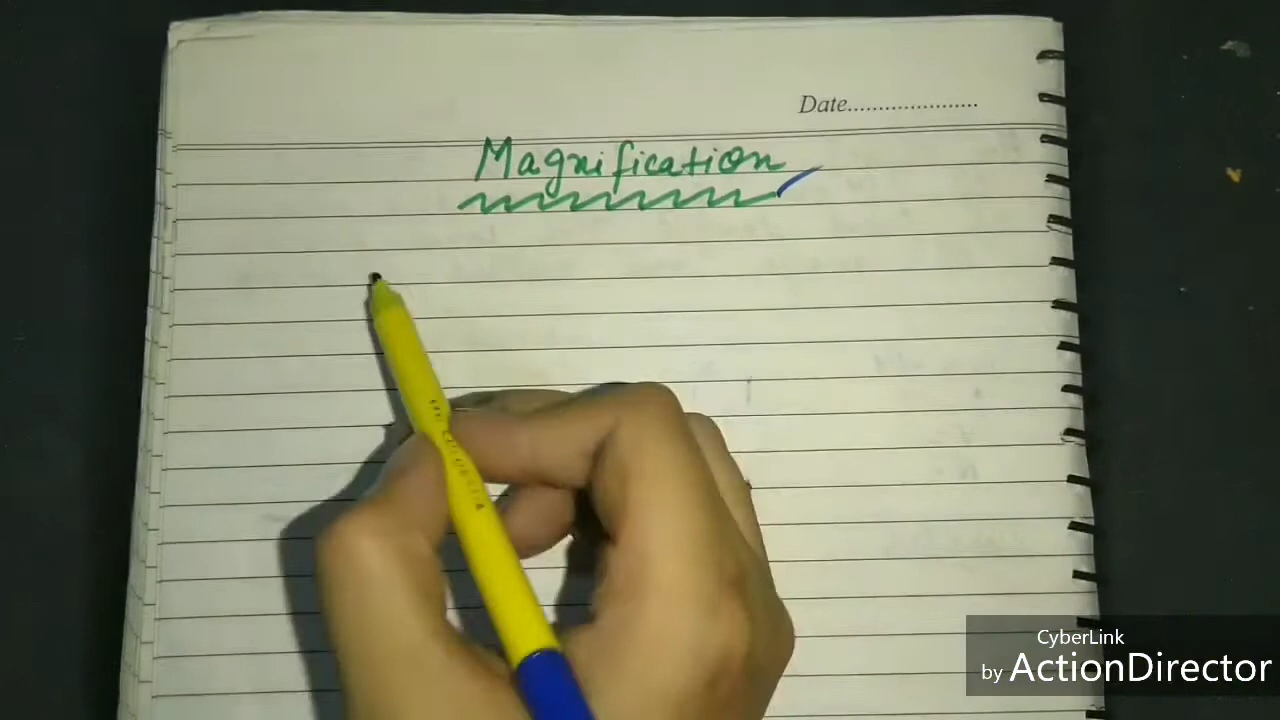 Date....................
Magnification
CyberLink
by ActionDirector